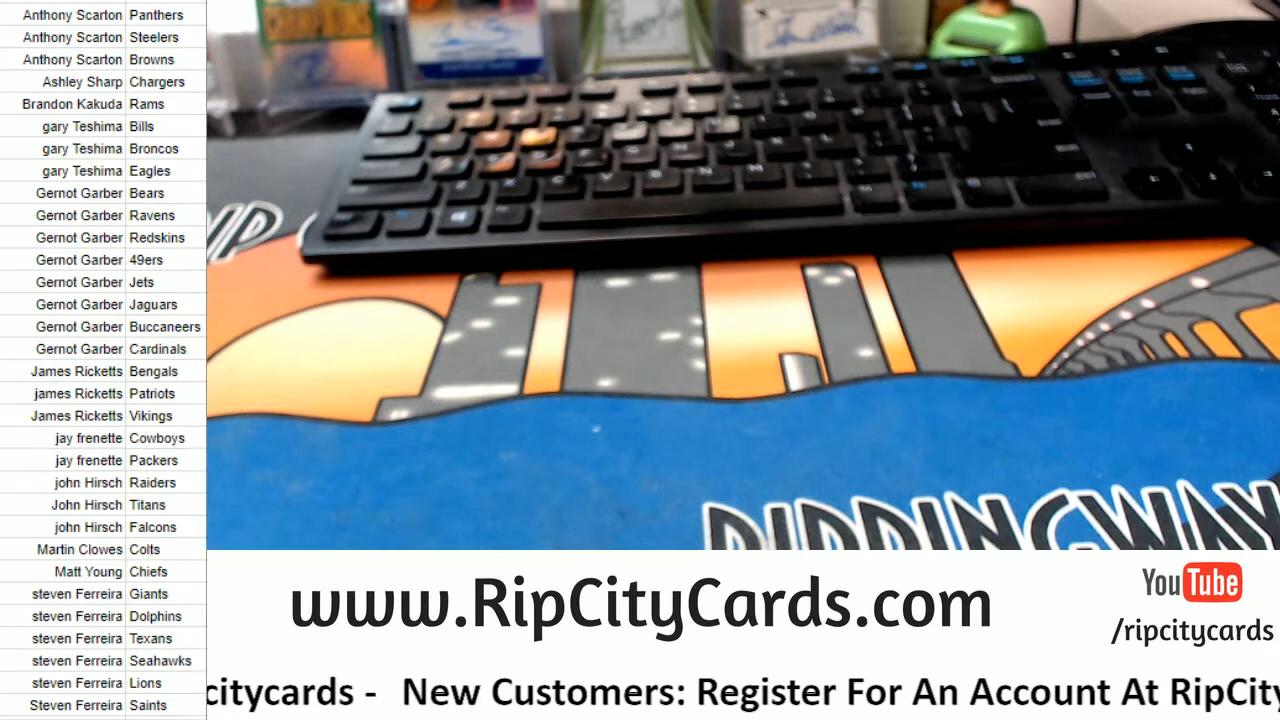 Anthony Scarton Panthers
Anthony Scarton Steelers
Anthony Scarton Browns
Ashley Sharp Chargers
Brandon Kakuda Rams
gary Teshima Bills
gary Teshima Broncos
gary Teshima Eagles
Gernot Garber Bears
Gernot Garber Ravens
Gernot Garber Redskins
Gernot Garber 49ers
Gernot Garber Jets
Gernot Garber Jaguars
Gernot Garber Buccaneers
Gernot Garber Cardinals
James Ricketts Bengals
james Ricketts Patriots
James Ricketts Vikings
jay frenette Cowboys
jay frenette Packers
john Hirsch Raiders
John Hirsch Titans
john Hirsch Falcons
Martin Clowes Colts
Matt Young Chiefs
steven Ferreira Giants
steven Ferreira Dolphins
steven Ferreira Texans
steven Ferreira Seahawks
steven Ferreira Lions
Steven Ferreira Saints
RIPPINGWAX
www.RipCityCards.com
YouTube
/ripcitycards
citycards - New Customers: Register For An Account At RipCity